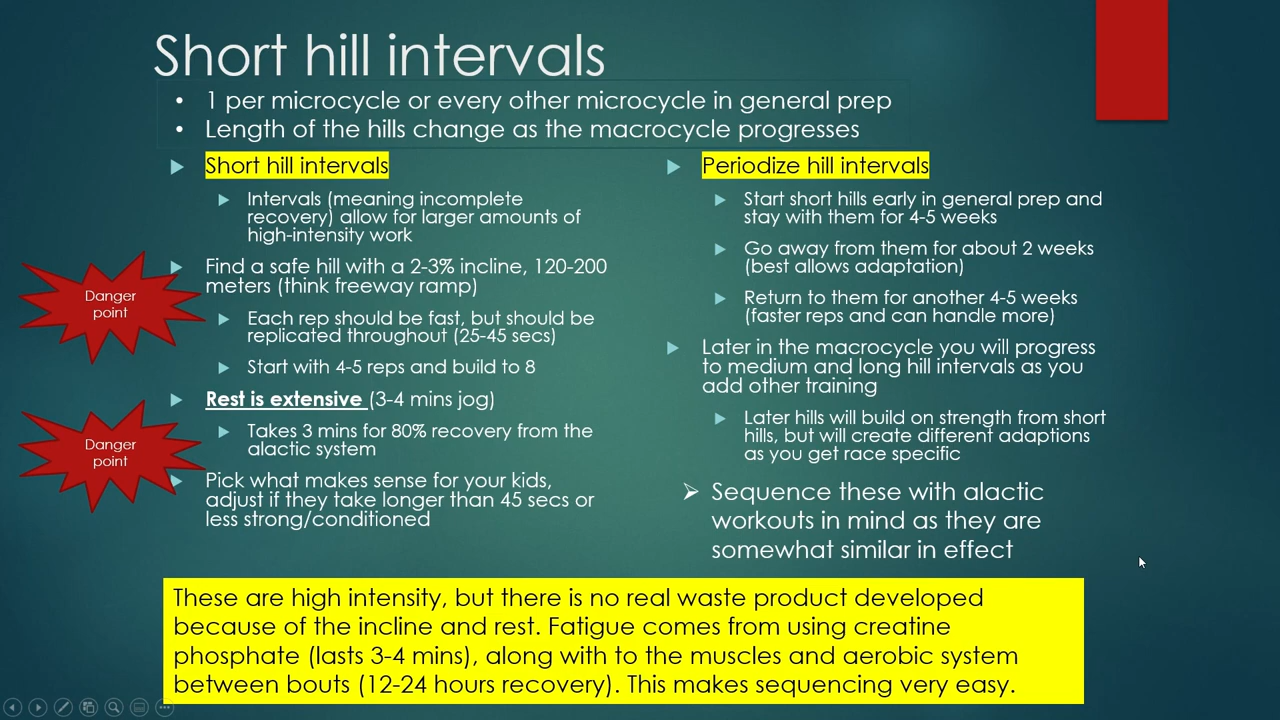 Short hill intervals
• 1 per microcycle or every other microcycle in general prep
• Length of the hills change as the macrocycle progresses
Short hill intervals
Intervals (meaning incomplete
recovery) allow for larger amounts of
high-intensity work
Danger
point
Find a safe hill with a 2-3% incline, 120-200
meters (think freeway ramp)
Each rep should be fast, but should be
replicated throughout (25-45 secs)
Start with 4-5 reps and build to 8
Rest is extensive (3-4 mins jog)
Danger
point
Takes 3 mins for 80% recovery from the
alactic system
Pick what makes sense for your kids,
adjust if they take longer than 45 secs or
less strong/conditioned
Periodize hill intervals
Start short hills early in general prep and
stay with them for 4-5 weeks
Go away from them for about 2 weeks
(best allows adaptation)
Return to them for another 4-5 weeks
(faster reps and can handle more)
Later in the macrocycle you will progress
to medium and long hill intervals as you
add other training
Later hills will build on strength from short
hills, but will create different adaptions
as you get race specific
Sequence these with alactic
workouts in mind as they are
somewhat similar in effect
These are high intensity, but there is no real waste product developed
because of the incline and rest. Fatigue comes from using creatine
phosphate (lasts 3-4 mins), along with to the muscles and aerobic system
between bouts (12-24 hours recovery). This makes sequencing very easy.